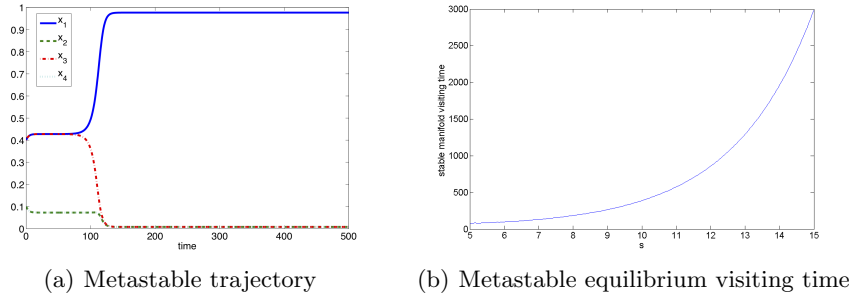 1
0.9
0.8
0.7
0.6
0.5
0.4
0.3
0.2
0.1
0
x1
x2
x3
x4
0 100 200 300 400 500
time
(a) Metastable trajectory
3000
2500
2000
1500
1000
500
0
stable manifold visiting time
5 6 7 8 9 10 11 12 13 14 15
s
(b) Metastable equilibrium visiting time